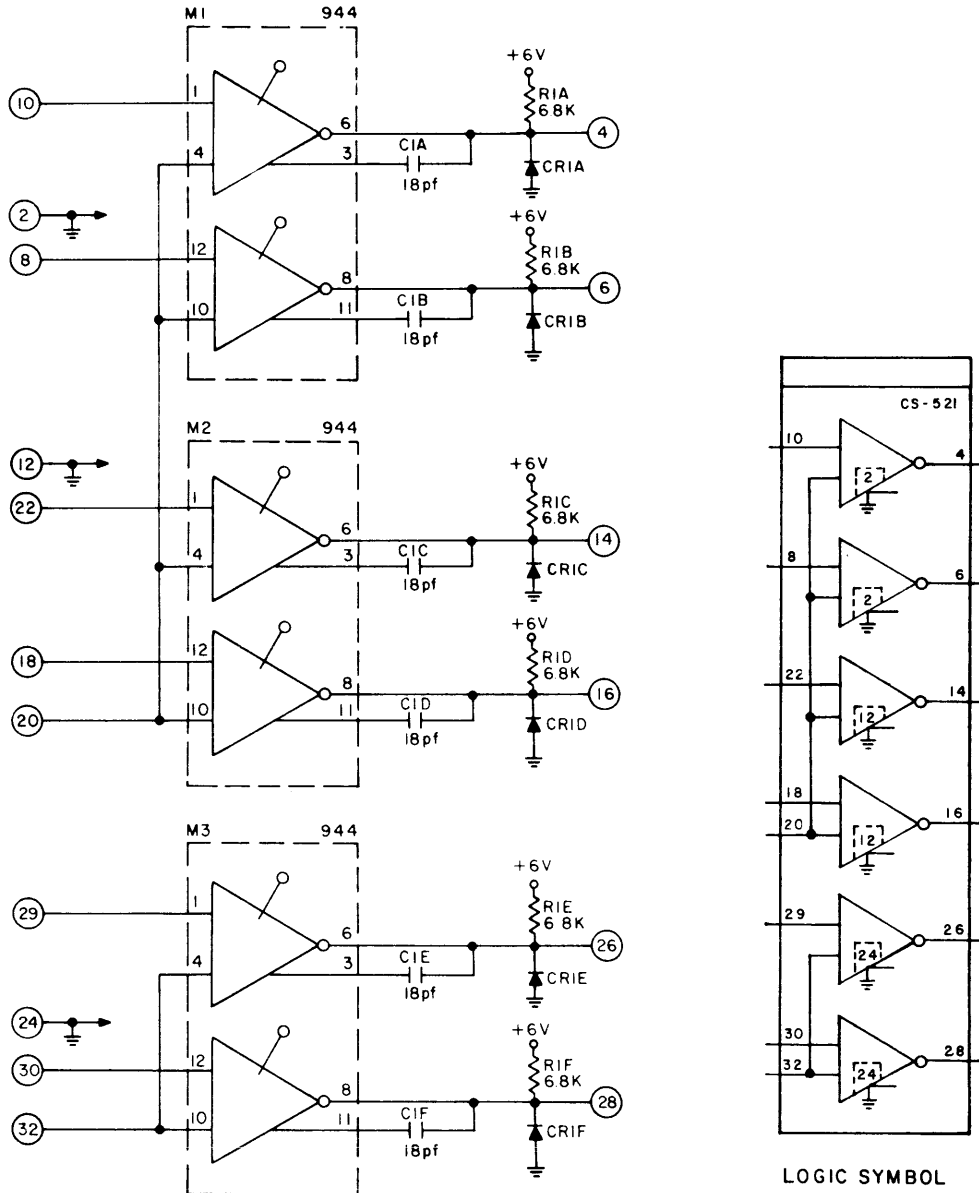 M1 944
+6V
R1A
6.8K
10 1 6 4
C1A
4 3
18pf
CR1A
2
+6V
R1B
6.8K
8 12 8 6
C1B
10 11
18pf
CR1B
M2 944
12
+6V
R1C
6.8K
22 1 6 14
C1C
4 3
18pf
CR1C
+6V
R1D
6.8K
18 12 8 16
C1D
20 10 11
18pf
CR1D
M3 944
+6V
R1E
6.8K
29 1 6 26
C1E
4 3
18pf
CR1E
24
+6V
R1F
6.8K
30 12 8 28
C1F
32 10 11
18pf
CR1F
CS-521
10 4
2
8 6
2
22 14
12
18 16
20
12
29 26
24
30 28
32
24
LOGIC SYMBOL